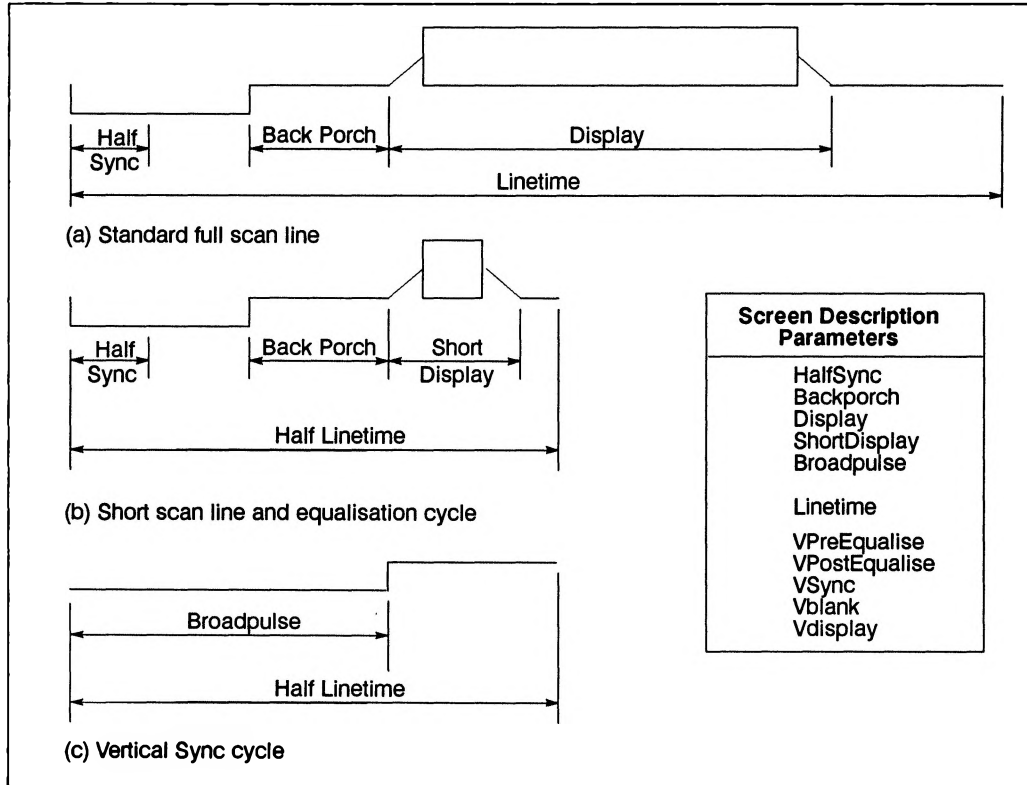 Half
Sync
Back Porch
Display
Linetime
(a) Standard full scan line
Half
Sync
Back Porch
Short
Display
Half Linetime
(b) Short scan line and equalisation cycle
Broadpulse
Half Linetime
(c) Vertical Sync cycle
Screen Description
Parameters
HalfSync
Backporch
Display
ShortDisplay
Broadpulse
Linetime
VPreEqualise
VPostEqualise
VSync
Vblank
Vdisplay